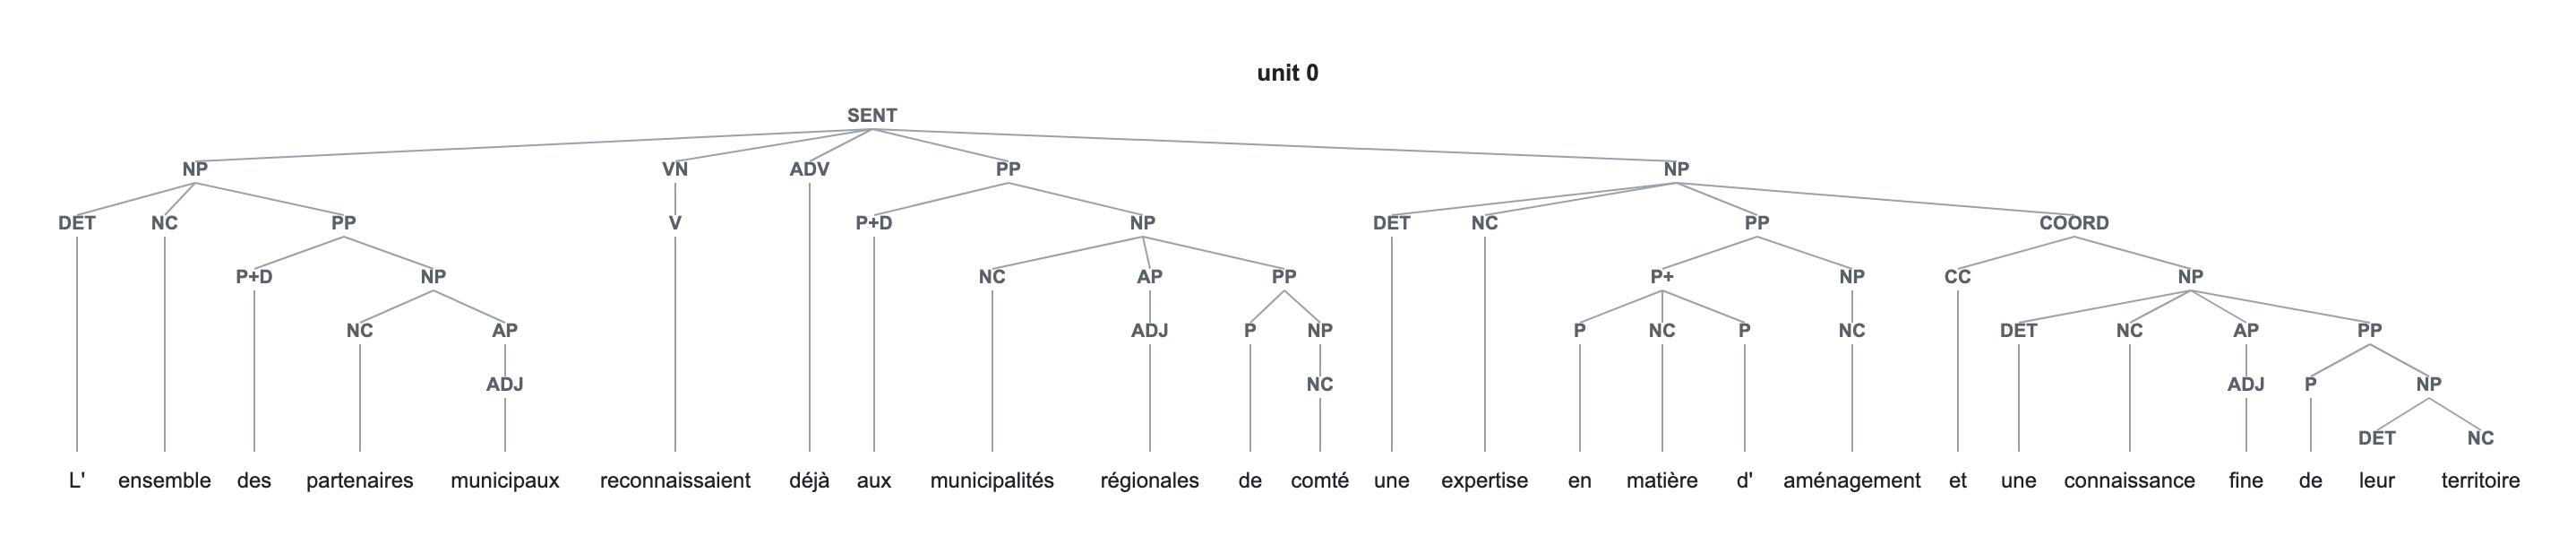 unit 0
SENT
NP VN ADV PP NP
DET NC PP V P+D NP DET NC PP COORD
P+D NP NC AP PP P+ NP CC NP
NC AP ADJ P NP P NC P NC DET NC AP PP
ADJ NC ADJ P NP
DET NC
L' ensemble des partenaires municipaux reconnaissaient déjà aux municipalités régionales de comté une expertise en matière d' aménagement et une connaissance fine de leur territoire